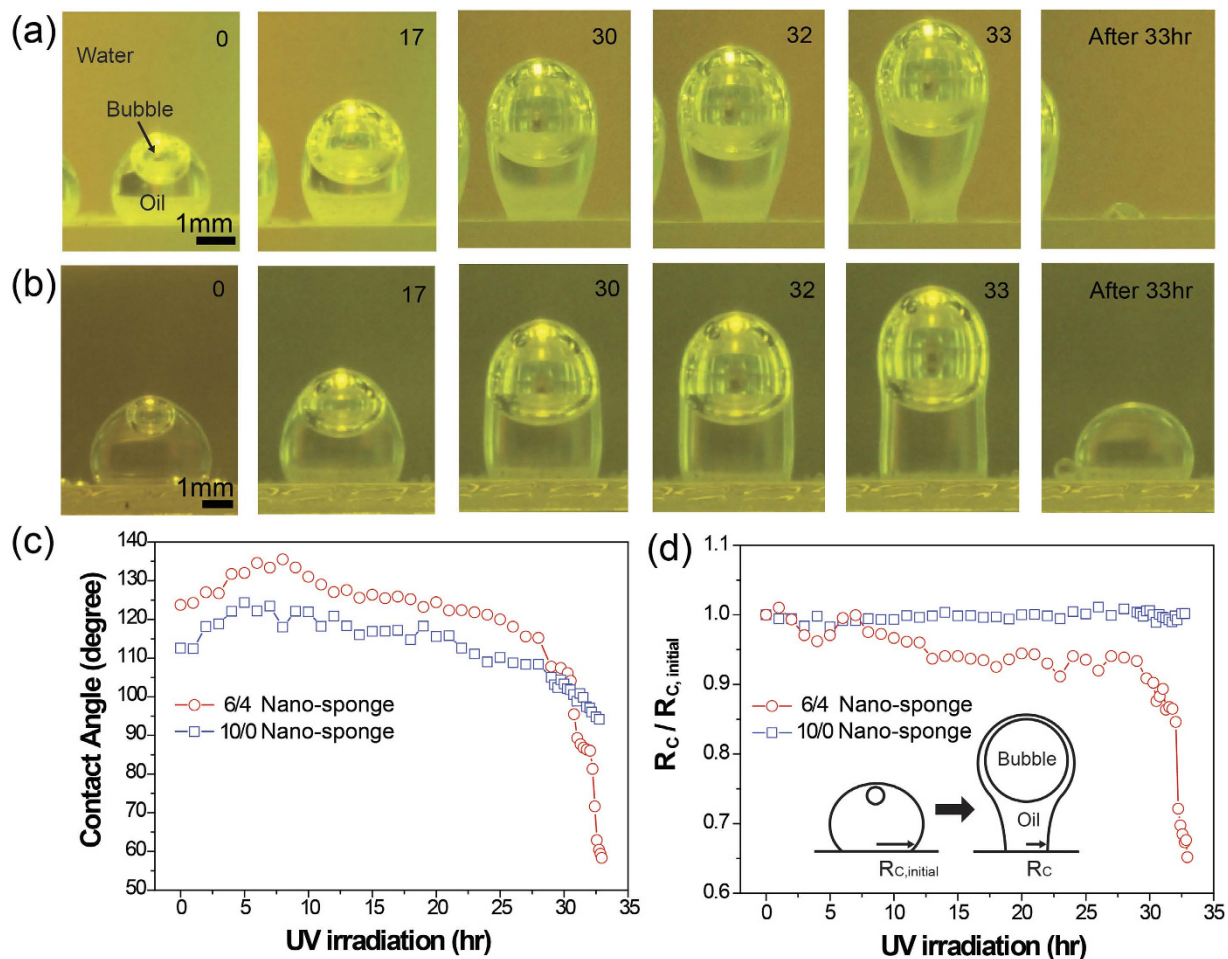 (a)
0
17
30
32
33
After 33hr
Water
Bubble
Oil
1mm
(b)
0
17
30
32
33
After 33hr
1mm
(c)
Contact Angle (degree)
140
130
120
110
100
90
80
70
60
50
6/4 Nano-sponge
10/0 Nano-sponge
0 5 10 15 20 25 30 35
UV irradiation (hr)
(d)
RC / RC, initial
1.1
1.0
0.9
0.8
0.7
0.6
6/4 Nano-sponge
10/0 Nano-sponge
Bubble
Oil
RC,initial
RC
0 5 10 15 20 25 30 35
UV irradiation (hr)